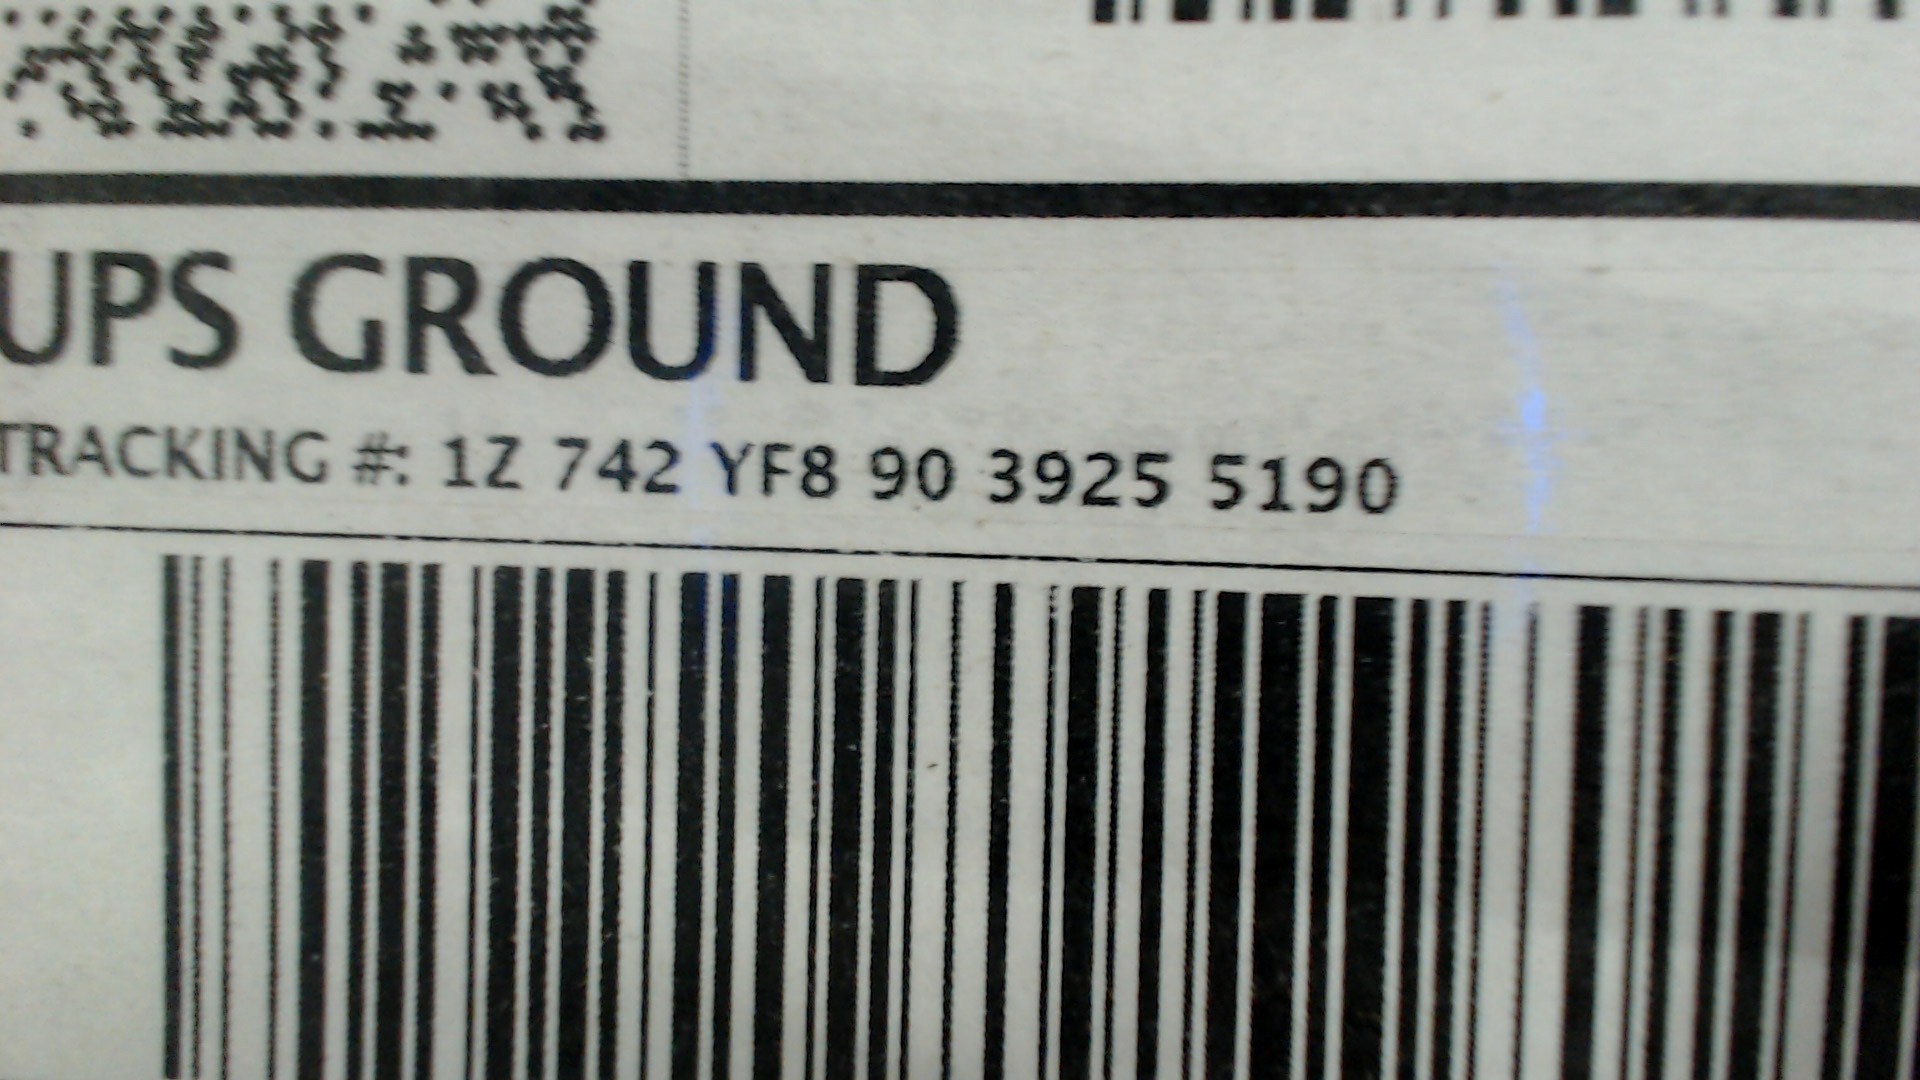 UPS GROUND
TRACKING #: 1Z 742 YF8 90 3925 5190